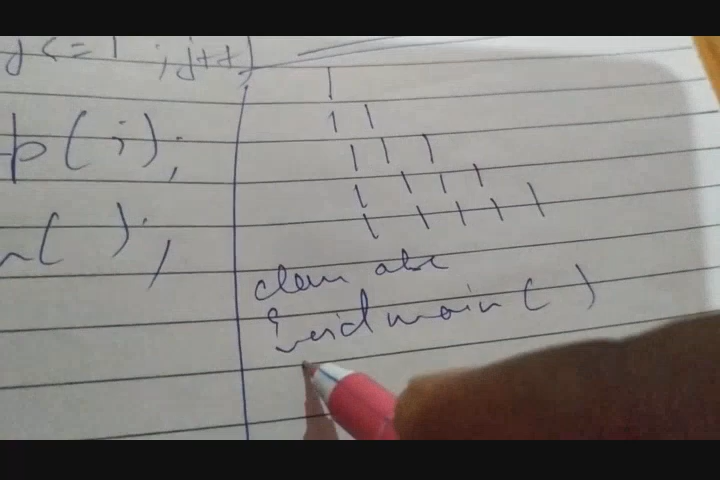 j<=i ; j++)
p(i);
n( );
1
1 1
1 1 1
1 1 1 1
1 1 1 1 1
class abc
{ void main( )